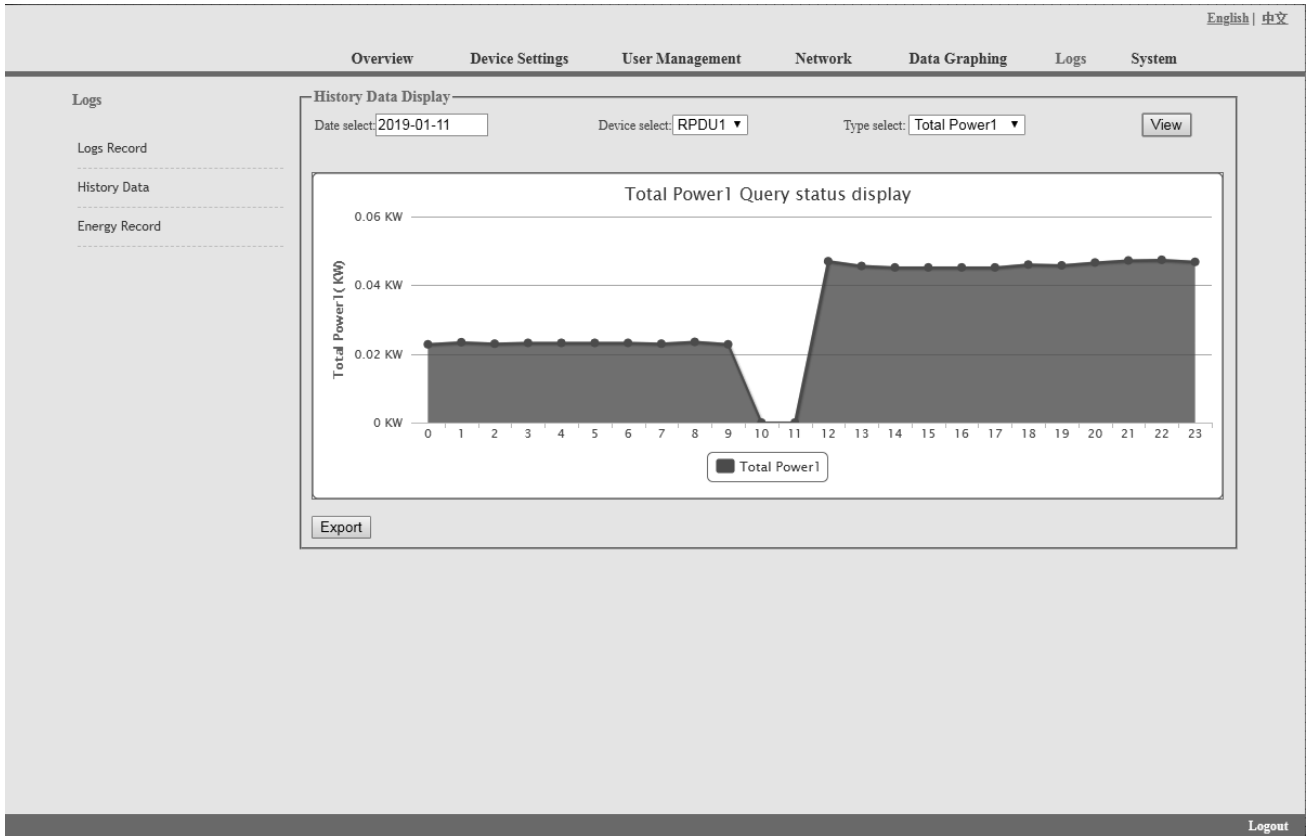 English | 中文
Overview Device Settings User Management Network Data Graphing Logs System
Logs
Logs Record
History Data
Energy Record
History Data Display
Date select: 2019-01-11 Device select: RPDU1 ▼ Type select: Total Power1 ▼ View
Total Power1 Query status display
Total Power1( KW)
0.06 KW
0.04 KW
0.02 KW
0 KW
0 1 2 3 4 5 6 7 8 9 10 11 12 13 14 15 16 17 18 19 20 21 22 23
Total Power1
Export
Logout